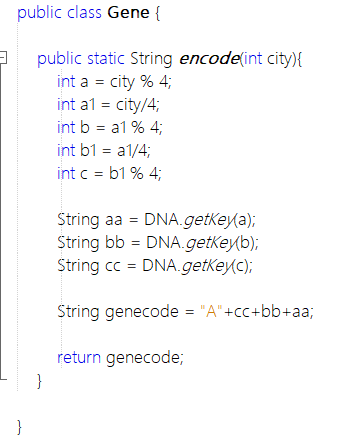 public class Gene {
public static String encode(int city){
int a = city % 4;
int a1 = city/4;
int b = a1 % 4;
int b1 = a1/4;
int c = b1 % 4;
String aa = DNA.getKey(a);
String bb = DNA.getKey(b);
String cc = DNA.getKey(c);
String genecode = "A"+cc+bb+aa;
return genecode;
}
}